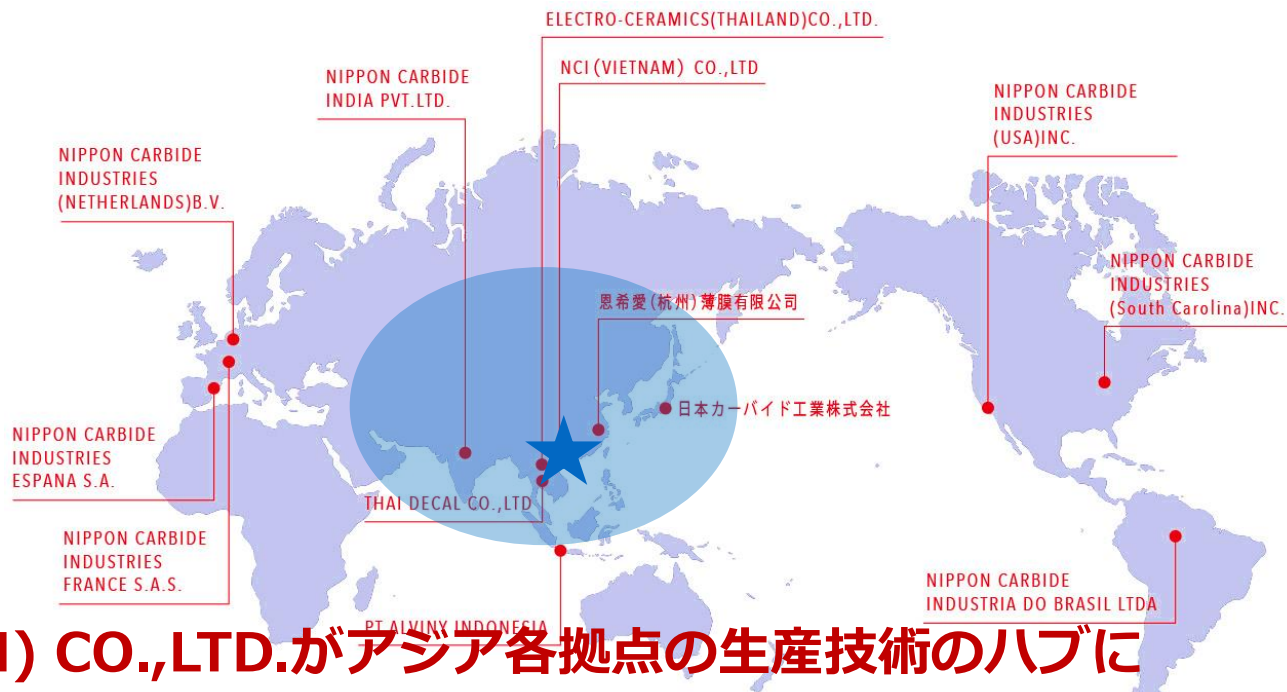 ELECTRO-CERAMICS(THAILAND)CO.,LTD.
NCI(VIETNAM) CO.,LTD
NIPPON CARBIDE
INDIA PVT.LTD.
NIPPON CARBIDE
INDUSTRIES
(USA)INC.
NIPPON CARBIDE
INDUSTRIES
(NETHERLANDS)B.V.
NIPPON CARBIDE
INDUSTRIES
(South Carolina)INC.
恩希愛(杭州)薄膜有限公司
日本カーバイド工業株式会社
NIPPON CARBIDE
INDUSTRIES
ESPANA S.A.
THAI DECAL CO.,LTD
NIPPON CARBIDE
INDUSTRIES
FRANCE S.A.S.
NIPPON CARBIDE
INDUSTRIA DO BRASIL LTDA
PT ALVINX INDONESIA
) CO.,LTD.がアジア各拠点の生産技術のハブに